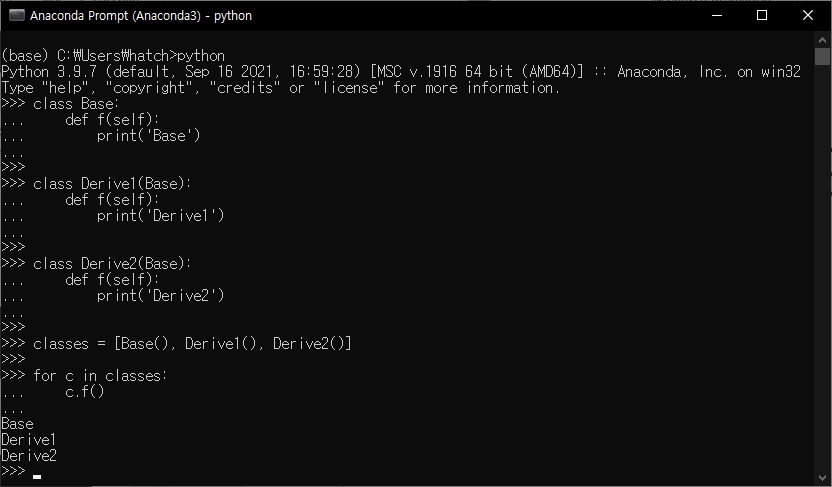 Anaconda Prompt (Anaconda3) - python
(base) C:₩Users₩hatch>python
Python 3.9.7 (default, Sep 16 2021, 16:59:28) [MSC v.1916 64 bit (AMD64)] :: Anaconda, Inc. on win32
Type "help", "copyright", "credits" or "license" for more information.
>>> class Base:
...     def f(self):
...         print('Base')
...
>>>
>>> class Derive1(Base):
...     def f(self):
...         print('Derive1')
...
>>>
>>> class Derive2(Base):
...     def f(self):
...         print('Derive2')
...
>>>
>>> classes = [Base(), Derive1(), Derive2()]
>>>
>>> for c in classes:
...     c.f()
...
Base
Derive1
Derive2
>>>